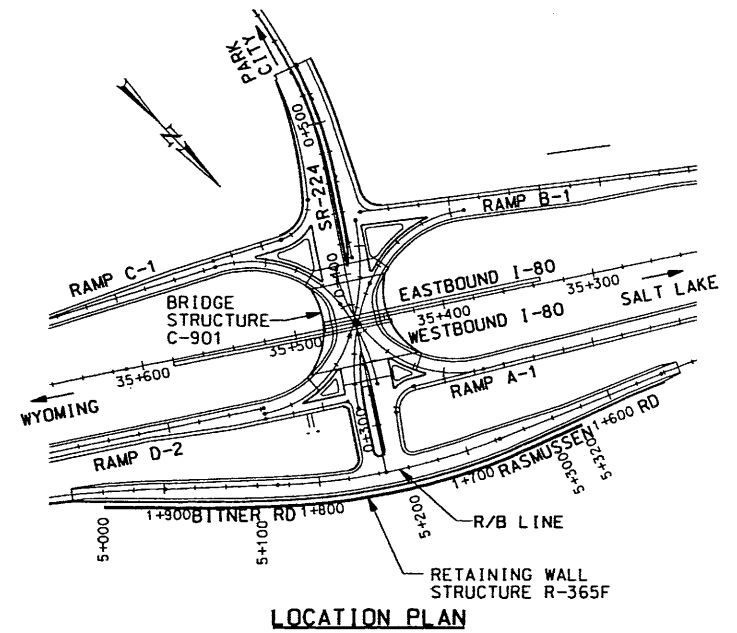 PARK
CITY
N
0+500
SR-224
RAMP B-1
RAMP C-1
0+400
BRIDGE
STRUCTURE
C-901
EASTBOUND I-80
35+300
SALT LAKE
35+400
WESTBOUND I-80
35+500
35+600
WYOMING
RAMP A-1
RAMP D-2
0+300
1+600 RD
RASMUSSEN
1+700
5+300
5+320
1+900
BITNER RD
1+800
5+000
5+100
5+200
R/B LINE
RETAINING WALL
STRUCTURE R-365F
LOCATION PLAN